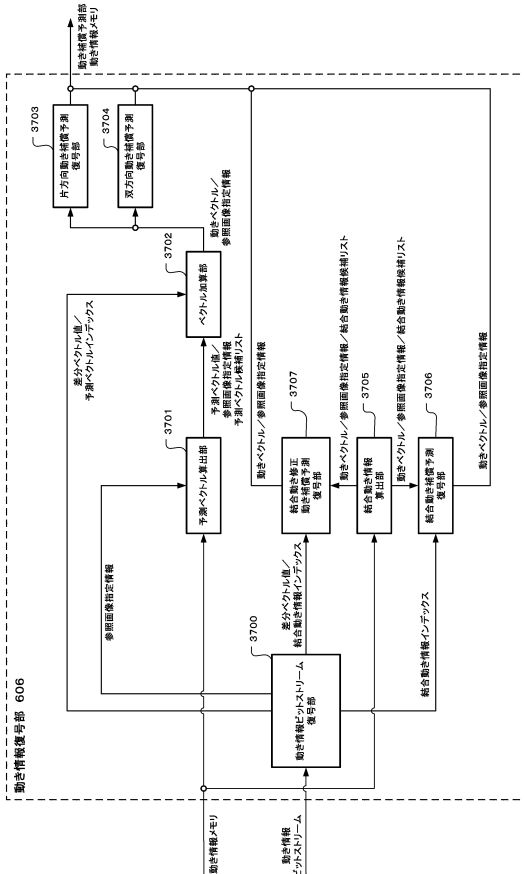 動き情報復号部 606
動き情報メモリ
動き情報
ビットストリーム
3700
動き情報ビットストリーム
復号部
参照画像指定情報
差分ベクトル値/
予測ベクトルインデックス
差分ベクトル値/
結合動き情報インデックス
結合動き情報インデックス
3701
予測ベクトル算出部
予測ベクトル値/
参照画像指定情報
予測ベクトル候補リスト
3702
ベクトル加算部
動きベクトル/
参照画像指定情報
3703
片方向動き補償予測
復号部
3704
双方向動き補償予測
復号部
動き補償予測部
動き情報メモリ
3707
結合動き修正
動き補償予測
復号部
動きベクトル/参照画像指定情報
動きベクトル/参照画像指定情報/結合動き情報候補リスト
3705
結合動き情報
算出部
動きベクトル/参照画像指定情報/結合動き情報候補リスト
3706
結合動き補償予測
復号部
動きベクトル/参照画像指定情報